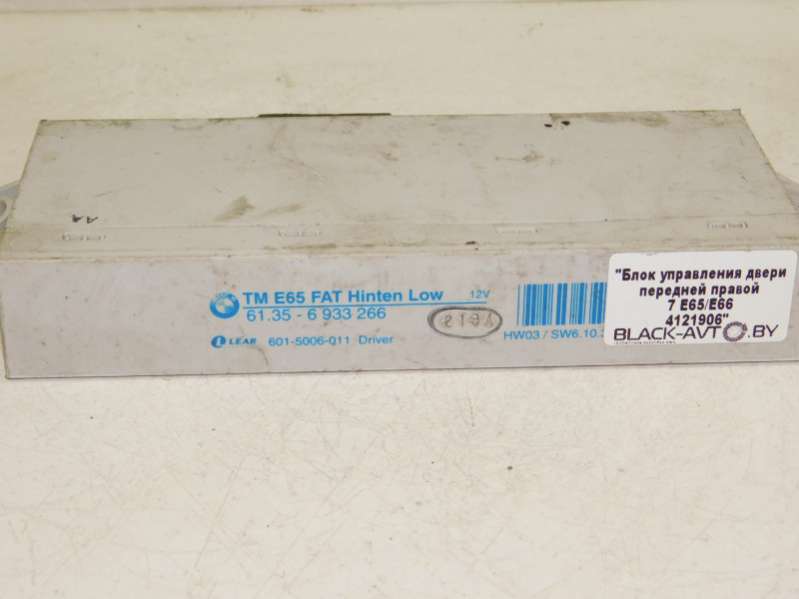 TM E65 FAT Hinten Low 12V
61.35 - 6 933 266
LEAR 601-5006-011 Driver
HW03 / SW6.10.
"Блок управления двери
передней правой
7 E65/E66
4121906"
BLACK-AVTO.BY